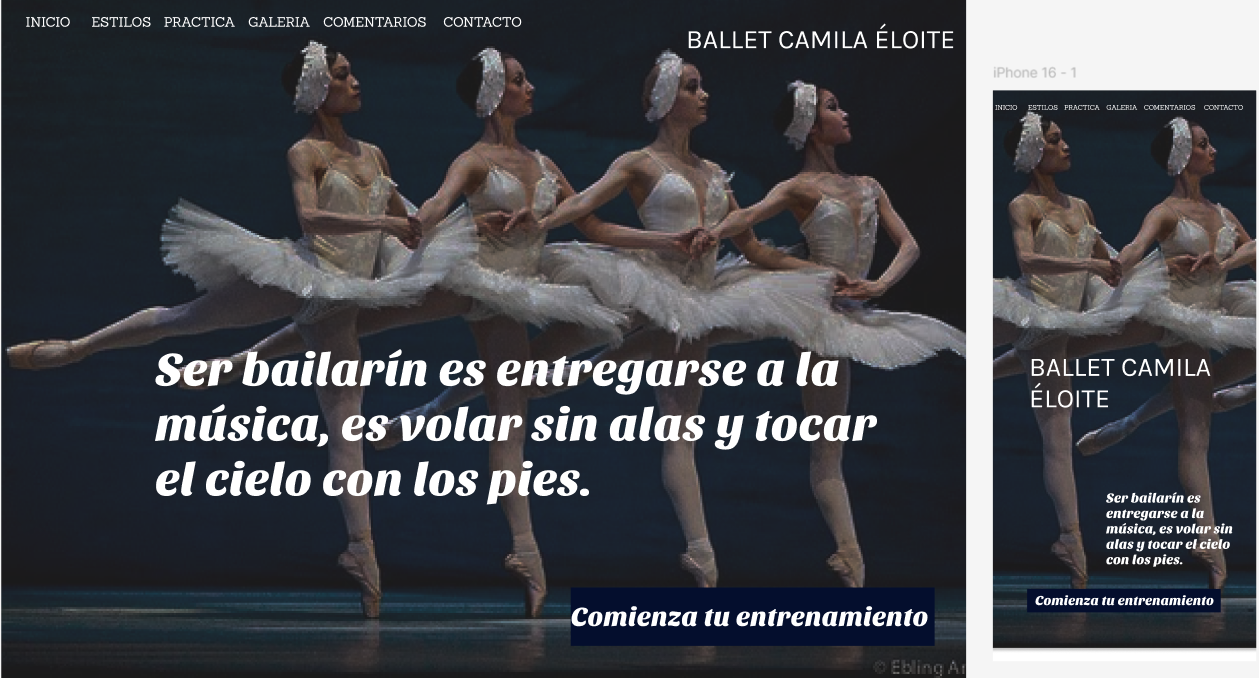 INICIO ESTILOS PRACTICA GALERIA COMENTARIOS CONTACTO
BALLET CAMILA ÉLOITE
Ser bailarín es entregarse a la
música, es volar sin alas y tocar
el cielo con los pies.
Comienza tu entrenamiento
© Ebling
iPhone 16 - 1
INICIO ESTILOS PRACTICA GALERIA COMENTARIOS CONTACTO
BALLET CAMILA
ÉLOITE
Ser bailarín es
entregarse a la
música, es volar sin
alas y tocar el cielo
con los pies.
Comienza tu entrenamiento